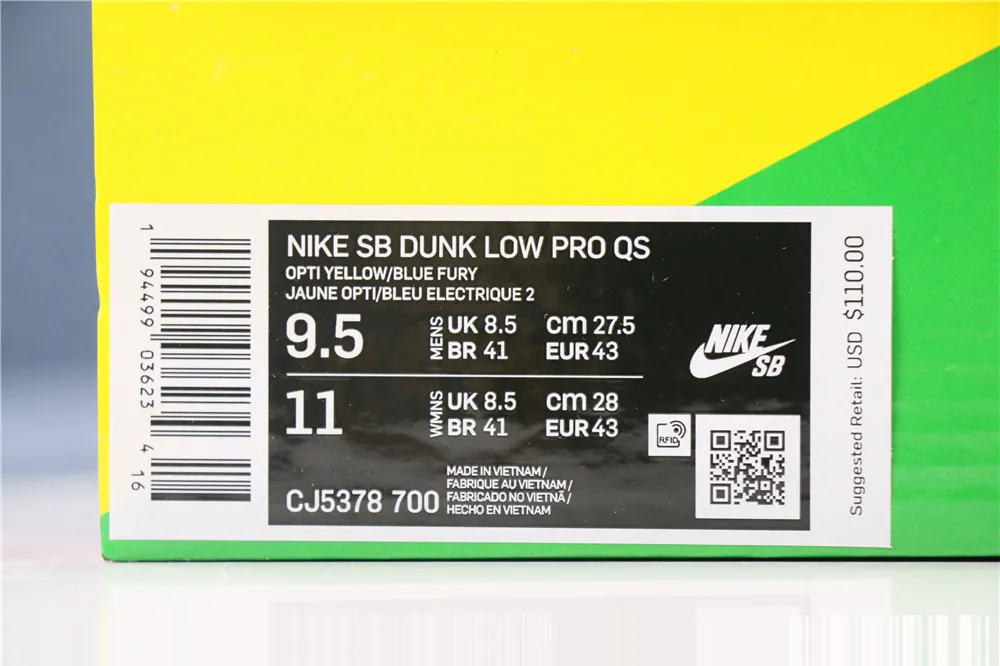 1 94499 03623 4 16
NIKE SB DUNK LOW PRO QS
OPTI YELLOW/BLUE FURY
JAUNE OPTI/BLEU ELECTRIQUE 2
9.5
MENS
UK 8.5 cm 27.5
BR 41 EUR 43
11
WMNS
UK 8.5 cm 28
BR 41 EUR 43
CJ5378 700
MADE IN VIETNAM /
FABRIQUE AU VIETNAM /
FABRICADO NO VIETNÃ /
HECHO EN VIETNAM
NIKE
SB
RFID
Suggested Retail: USD $110.00